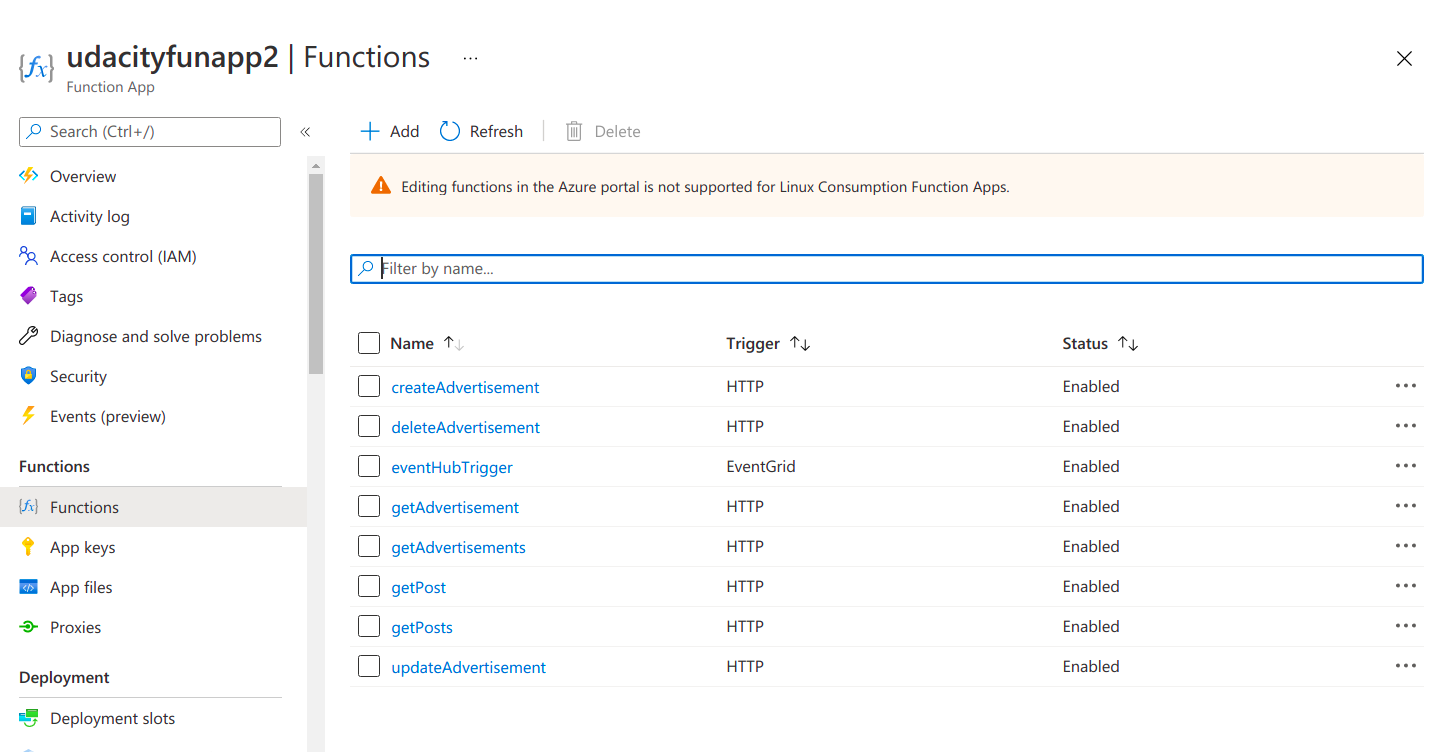 udacityfunapp2 | Functions ...
Function App
Search (Ctrl+/)
«
Overview
Activity log
Access control (IAM)
Tags
Diagnose and solve problems
Security
Events (preview)
Functions
Functions
App keys
App files
Proxies
Deployment
Deployment slots
Add Refresh Delete
Editing functions in the Azure portal is not supported for Linux Consumption Function Apps.
Filter by name...
Name Trigger Status
createAdvertisement HTTP Enabled ...
deleteAdvertisement HTTP Enabled ...
eventHubTrigger EventGrid Enabled ...
getAdvertisement HTTP Enabled ...
getAdvertisements HTTP Enabled ...
getPost HTTP Enabled ...
getPosts HTTP Enabled ...
updateAdvertisement HTTP Enabled ...